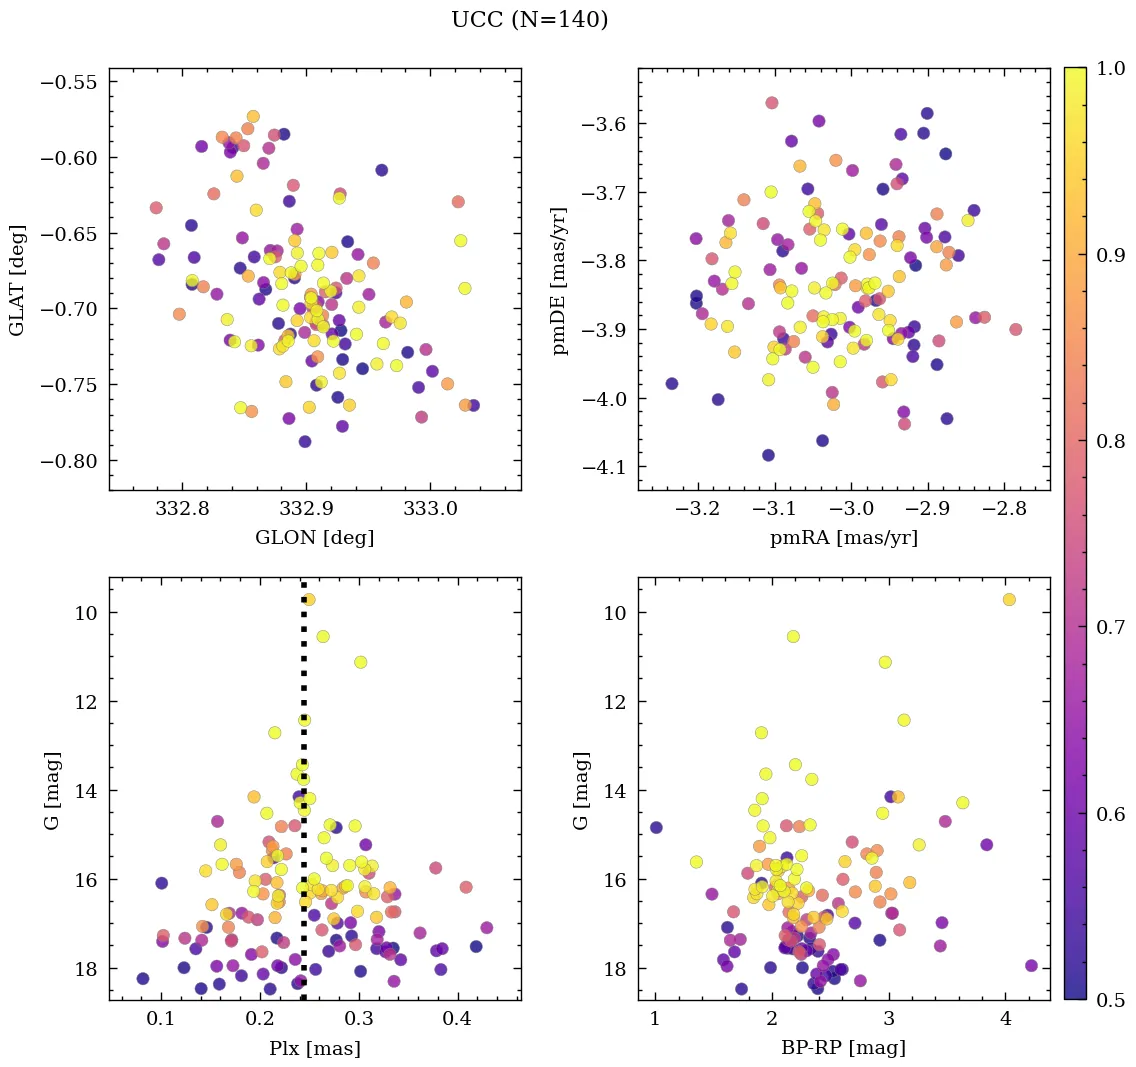 UCC (N=140)
−0.55
−0.60
−0.65
−0.70
−0.75
−0.80
GLAT [deg]
332.8 332.9 333.0
GLON [deg]
−3.6
−3.7
−3.8
−3.9
−4.0
−4.1
pmDE [mas/yr]
−3.2 −3.1 −3.0 −2.9 −2.8
pmRA [mas/yr]
1.0
0.9
0.8
0.7
0.6
0.5
10
12
14
16
18
G [mag]
0.1 0.2 0.3 0.4
Plx [mas]
10
12
14
16
18
G [mag]
1 2 3 4
BP-RP [mag]